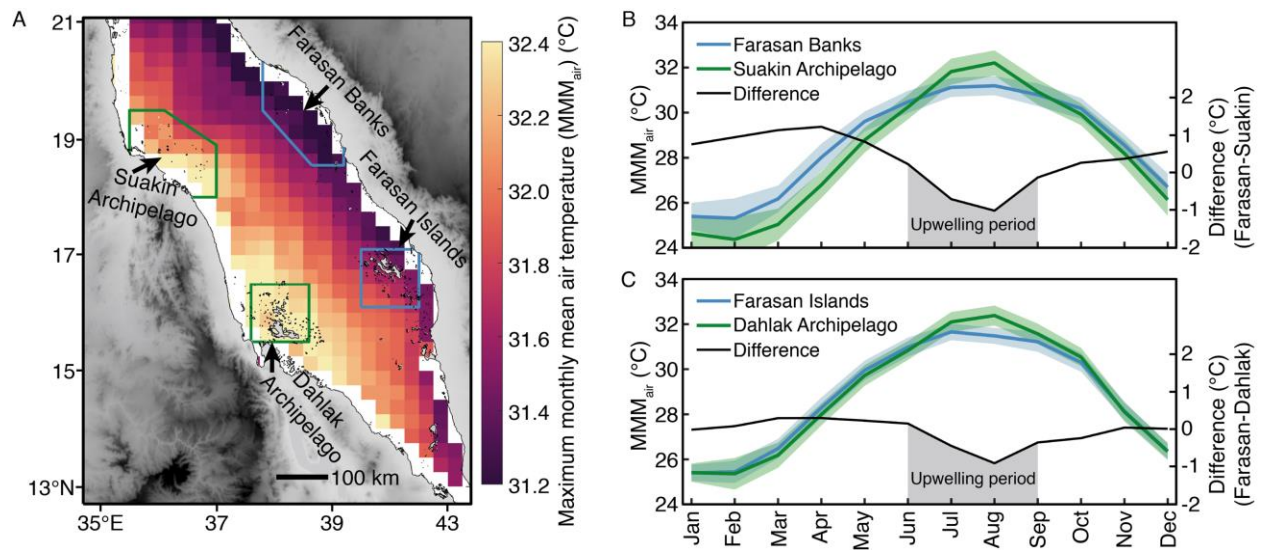 A
21
19
17
15
13°N
35°E
37
39
43
Farasan Banks
Farasan Islands
Suakin
Archipelago
Dahlak
Archipelago
100 km
32.4
32.2
32.0
31.8
31.6
31.4
31.2
Maximum monthly mean air temperature (MMMair) (°C)
B
34
32
30
28
26
24
MMMair (°C)
Farasan Banks
Suakin Archipelago
Difference
Upwelling period
2
1
0
-1
-2
Difference (°C)
(Farasan-Suakin)
C
34
32
30
28
26
24
MMMair (°C)
Farasan Islands
Dahlak Archipelago
Difference
Upwelling period
2
1
0
-1
-2
Difference (°C)
(Farasan-Dahlak)
Jan
Feb
Mar
Apr
May
Jun
Jul
Aug
Sep
Oct
Nov
Dec